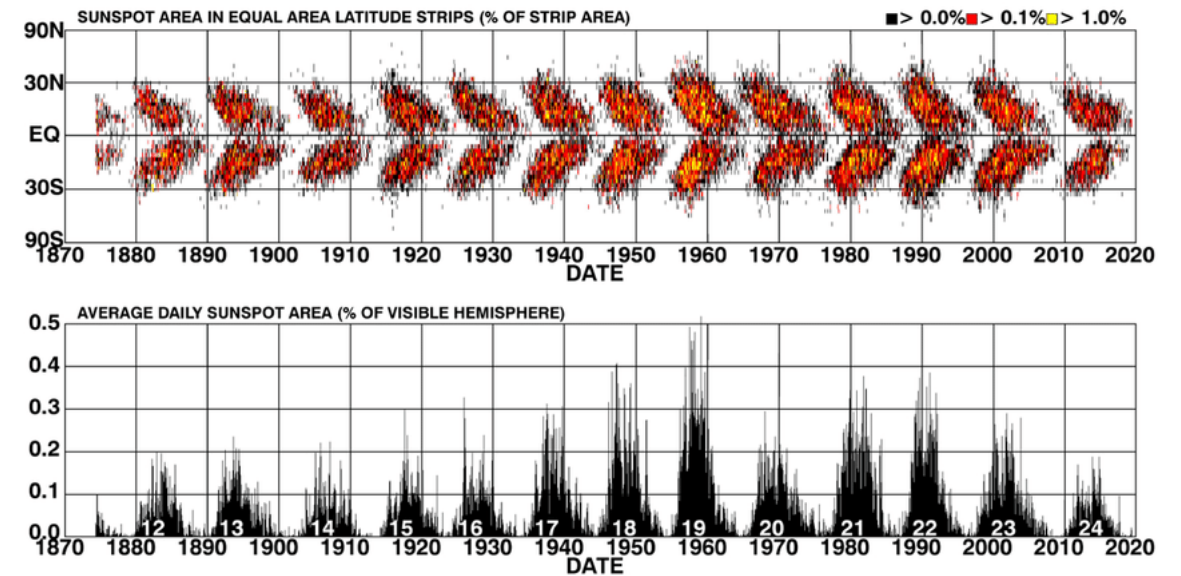 SUNSPOT AREA IN EQUAL AREA LATITUDE STRIPS (% OF STRIP AREA) > 0.0% > 0.1% > 1.0%
90N
30N
EQ
30S
90S
1870 1880 1890 1900 1910 1920 1930 1940 1950 1960 1970 1980 1990 2000 2010 2020
DATE
AVERAGE DAILY SUNSPOT AREA (% OF VISIBLE HEMISPHERE)
0.5
0.4
0.3
0.2
0.1
0.0
12 13 14 15 16 17 18 19 20 21 22 23 24
1870 1880 1890 1900 1910 1920 1930 1940 1950 1960 1970 1980 1990 2000 2010 2020
DATE